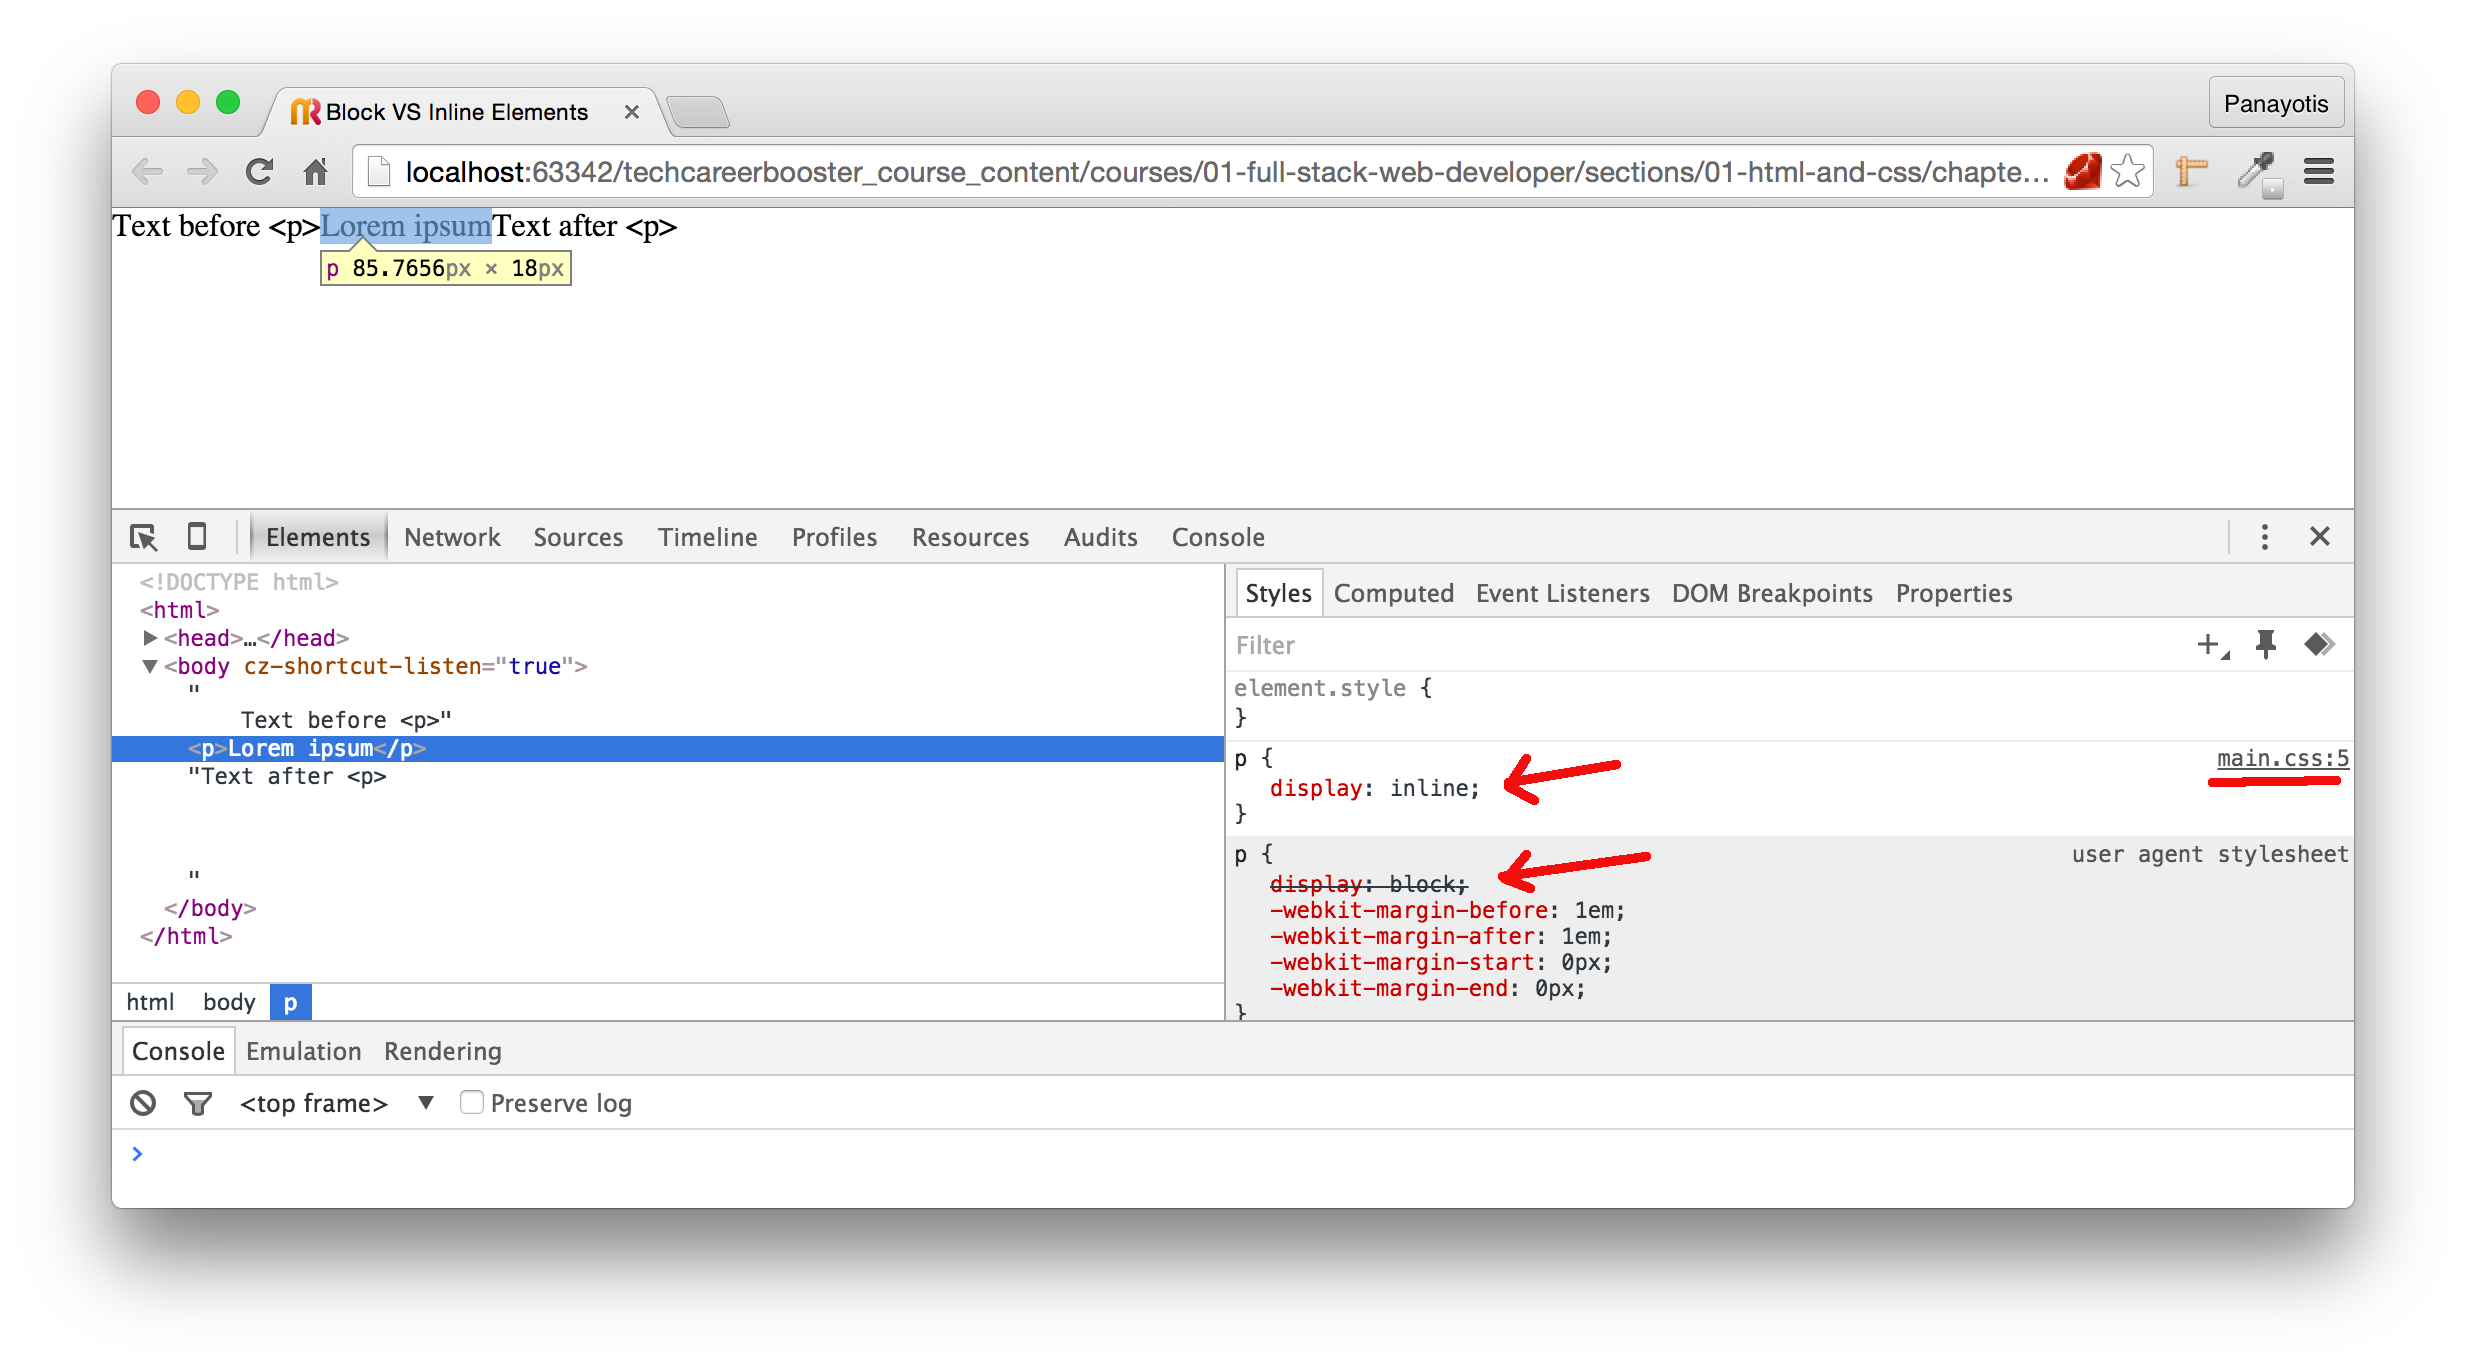 Block VS Inline Elements ×
Panayotis
localhost:63342/techcareerbooster_course_content/courses/01-full-stack-web-developer/sections/01-html-and-css/chapte...
Text before <p>Lorem ipsumText after <p>
p 85.7656px × 18px
Elements Network Sources Timeline Profiles Resources Audits Console
<!DOCTYPE html>
<html>
<head>…</head>
<body cz-shortcut-listen="true">
"
Text before <p>"
<p>Lorem ipsum</p>
"Text after <p>
"
</body>
</html>
html body p
Styles Computed Event Listeners DOM Breakpoints Properties
Filter
element.style {
}
p { main.css:5
display: inline;
}
p { user agent stylesheet
display: block;
-webkit-margin-before: 1em;
-webkit-margin-after: 1em;
-webkit-margin-start: 0px;
-webkit-margin-end: 0px;
}
Console Emulation Rendering
<top frame> ▼ Preserve log
>